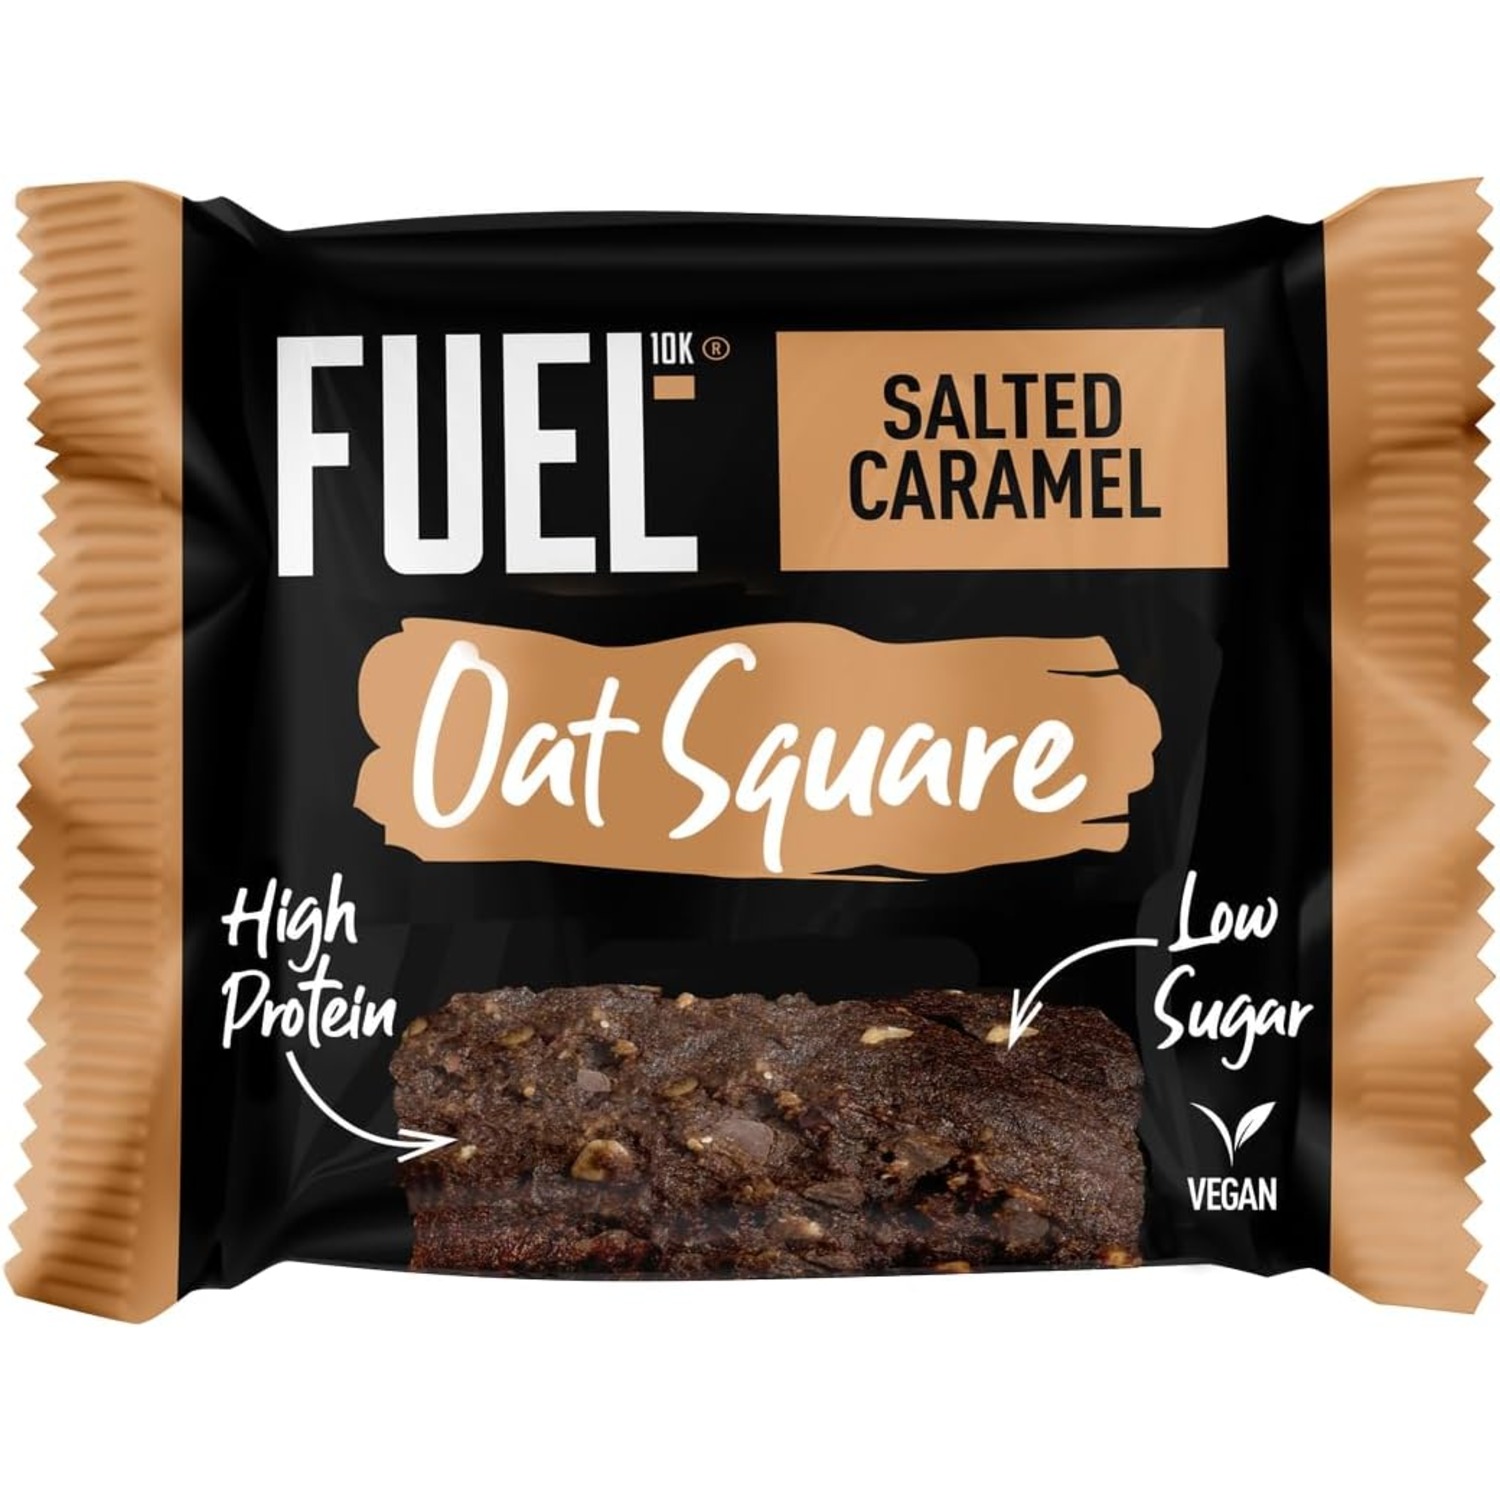 FUEL 10K ®
SALTED
CARAMEL
Oat Square
High
Protein
Low
Sugar
VEGAN